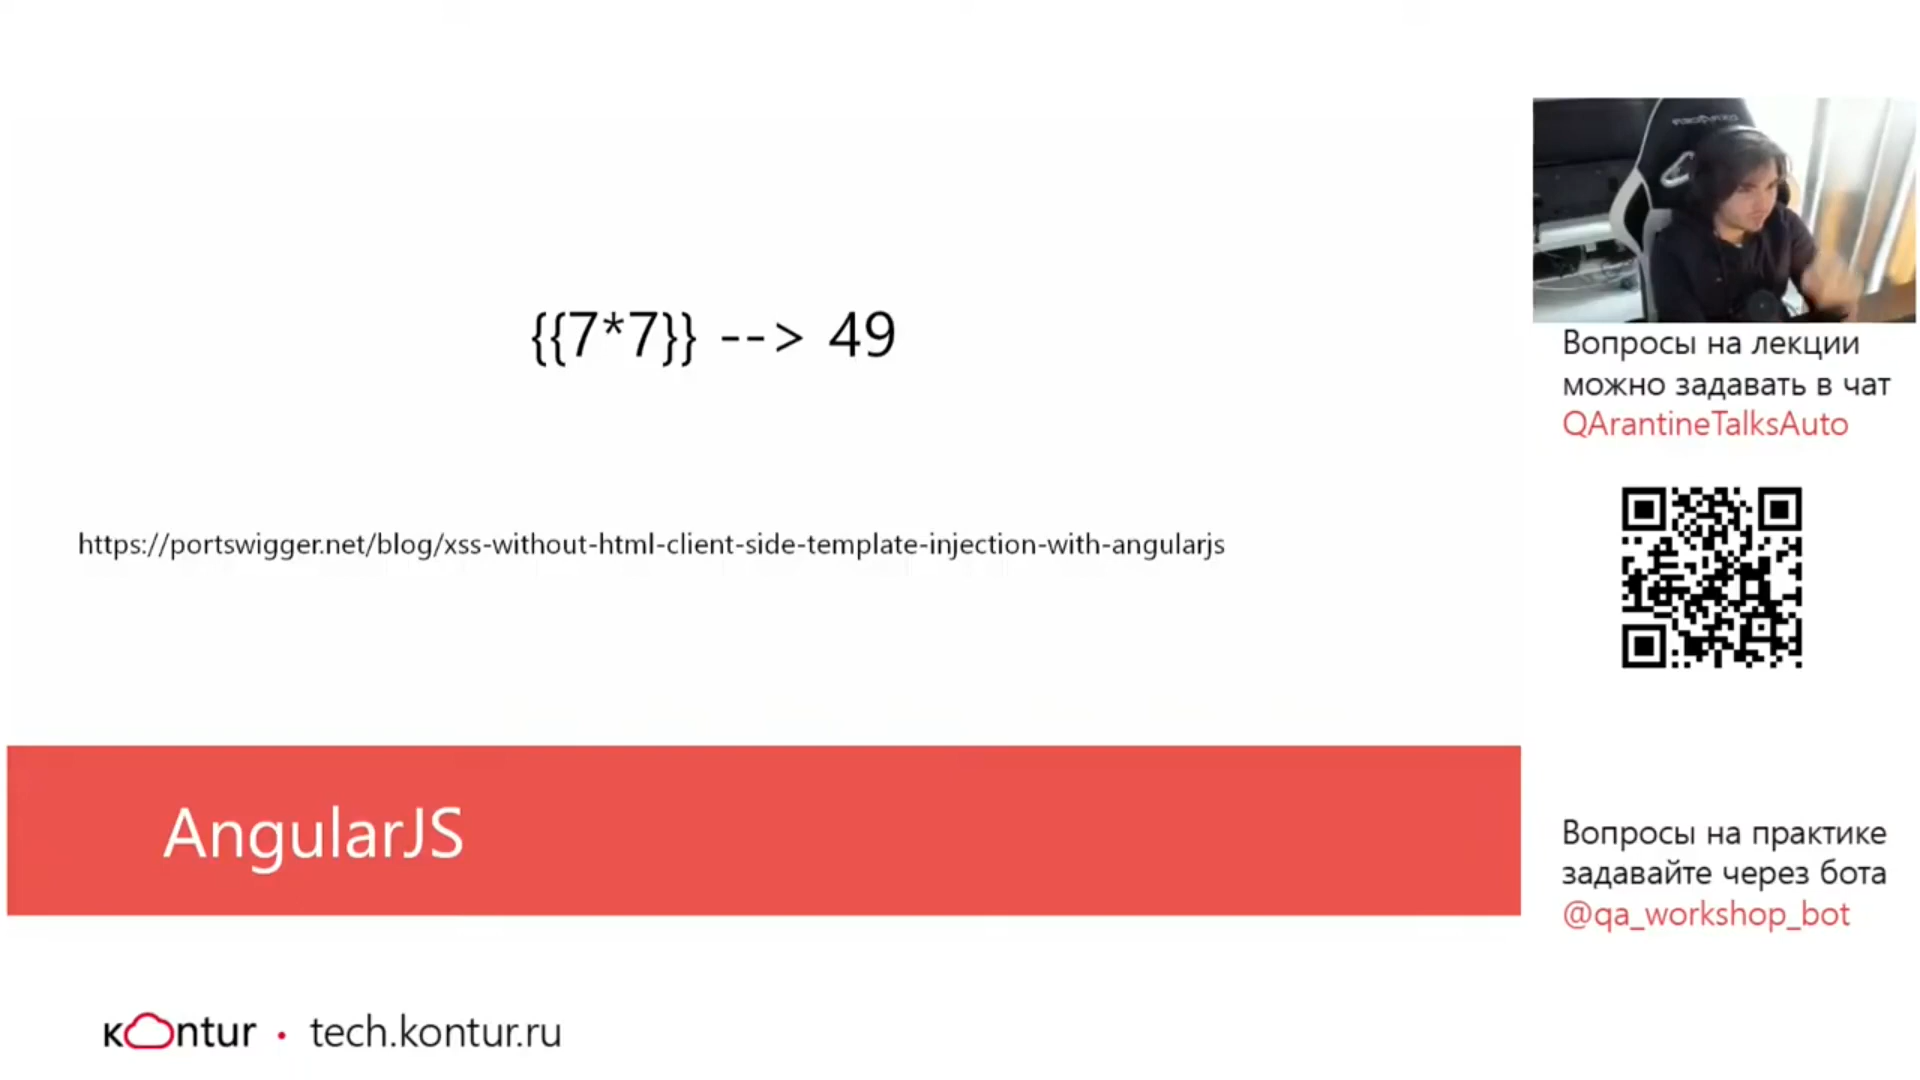 {{7*7}} --> 49
https://portswigger.net/blog/xss-without-html-client-side-template-injection-with-angularjs
AngularJS
Вопросы на лекции
можно задавать в чат
QArantineTalksAuto
Вопросы на практике
задавайте через бота
@qa_workshop_bot
кOntur · tech.kontur.ru